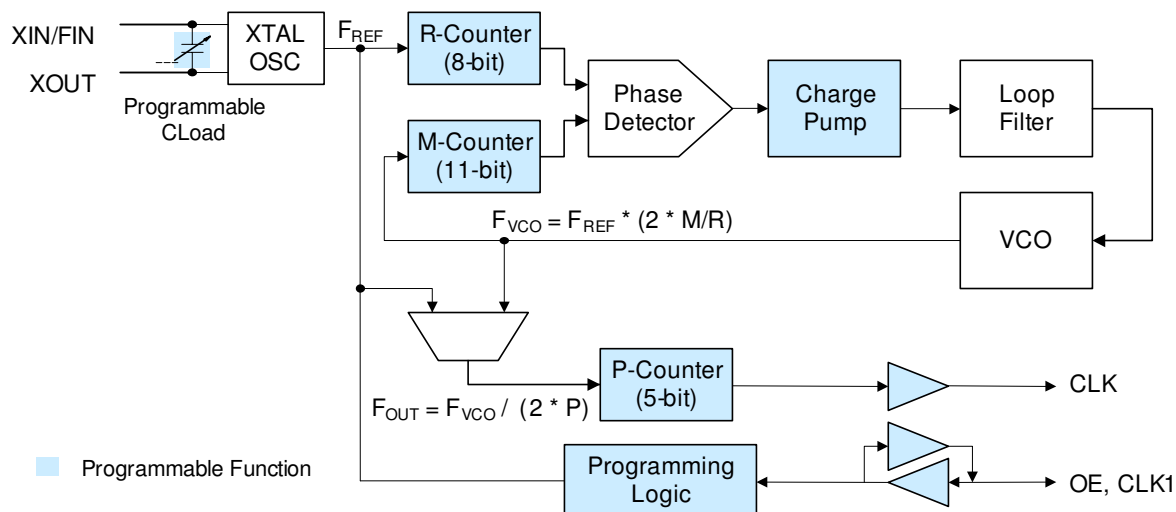 XIN/FIN
XOUT
Programmable
CLoad
XTAL
OSC
FREF
R-Counter
(8-bit)
M-Counter
(11-bit)
Phase
Detector
Charge
Pump
Loop
Filter
VCO
FVCO = FREF * (2 * M/R)
P-Counter
(5-bit)
CLK
FOUT = FVCO / (2 * P)
Programming
Logic
OE, CLK1
Programmable Function